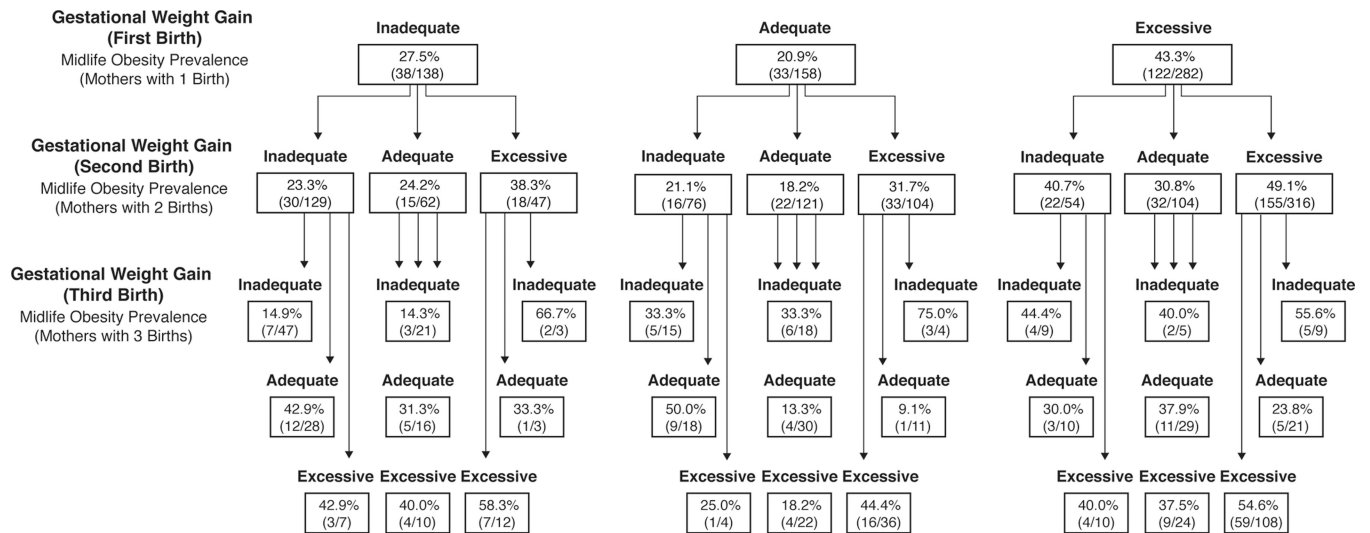 Gestational Weight Gain
(First Birth)
Midlife Obesity Prevalence
(Mothers with 1 Birth)
Inadequate
27.5%
(38/138)
Adequate
20.9%
(33/158)
Excessive
43.3%
(122/282)
Gestational Weight Gain
(Second Birth)
Midlife Obesity Prevalence
(Mothers with 2 Births)
Inadequate
23.3%
(30/129)
Adequate
24.2%
(15/62)
Excessive
38.3%
(18/47)
Inadequate
21.1%
(16/76)
Adequate
18.2%
(22/121)
Excessive
31.7%
(33/104)
Inadequate
40.7%
(22/54)
Adequate
30.8%
(32/104)
Excessive
49.1%
(155/316)
Gestational Weight Gain
(Third Birth)
Midlife Obesity Prevalence
(Mothers with 3 Births)
Inadequate
14.9%
(7/47)
Inadequate
14.3%
(3/21)
Inadequate
66.7%
(2/3)
Inadequate
33.3%
(5/15)
Inadequate
33.3%
(6/18)
Inadequate
75.0%
(3/4)
Inadequate
44.4%
(4/9)
Inadequate
40.0%
(2/5)
Inadequate
55.6%
(5/9)
Adequate
42.9%
(12/28)
Adequate
31.3%
(5/16)
Adequate
33.3%
(1/3)
Adequate
50.0%
(9/18)
Adequate
13.3%
(4/30)
Adequate
9.1%
(1/11)
Adequate
30.0%
(3/10)
Adequate
37.9%
(11/29)
Adequate
23.8%
(5/21)
Excessive
42.9%
(3/7)
Excessive
40.0%
(4/10)
Excessive
58.3%
(7/12)
Excessive
25.0%
(1/4)
Excessive
18.2%
(4/22)
Excessive
44.4%
(16/36)
Excessive
40.0%
(4/10)
Excessive
37.5%
(9/24)
Excessive
54.6%
(59/108)